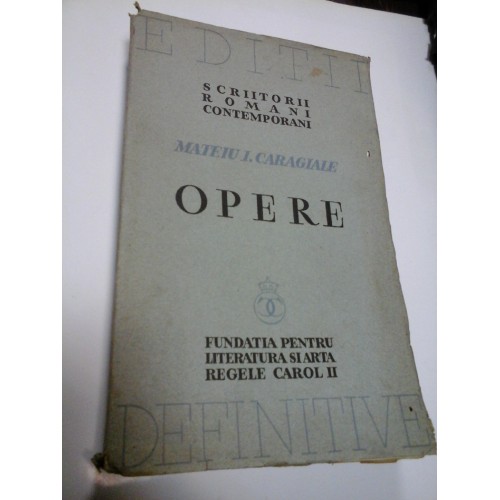 EDITII
SCRIITORII
ROMANI
CONTEMPORANI
MATEIU I. CARAGIALE
OPERE
FUNDATIA PENTRU
LITERATURA SI ARTA
REGELE CAROL II
DEFINITIVE